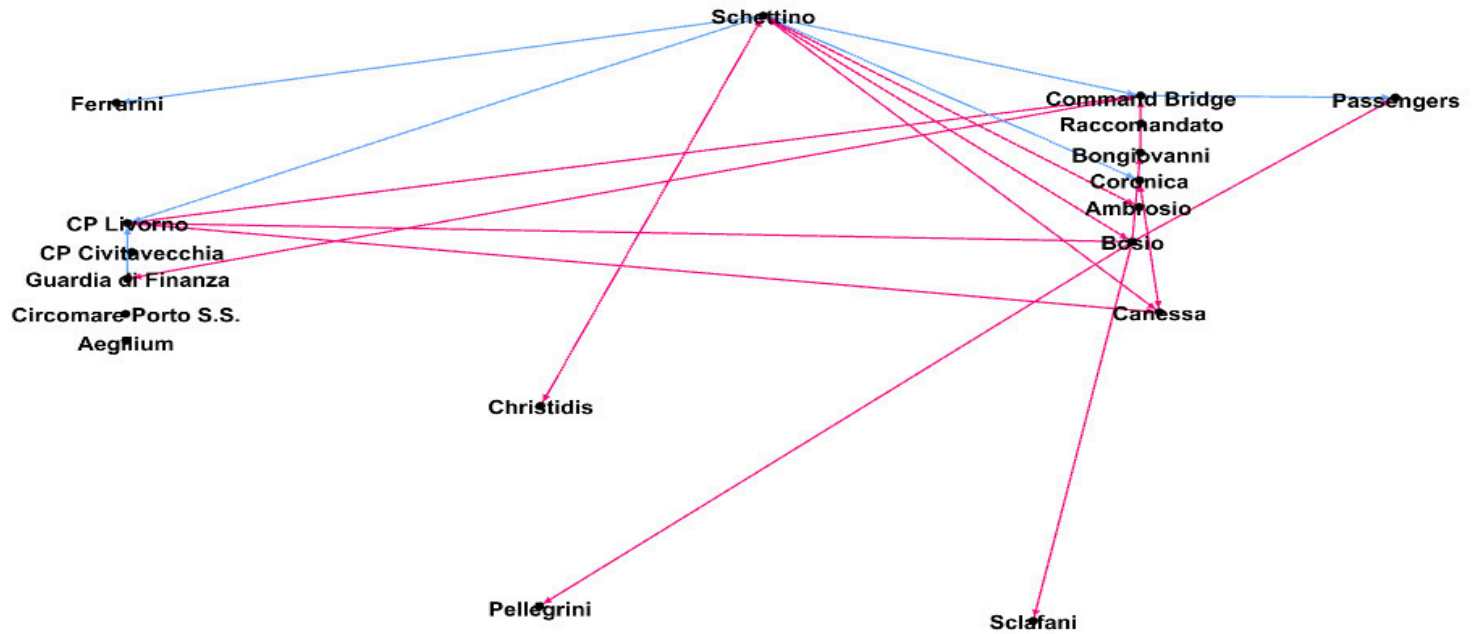 Schettino
Ferrarini
Command Bridge
Passengers
Raccomandato
Bongiovanni
Coronica
Ambrosio
CP Livorno
Bosio
CP Civitavecchia
Guardia di Finanza
Circomare Porto S.S.
Canessa
Aegilium
Christidis
Pellegrini
Sclafani